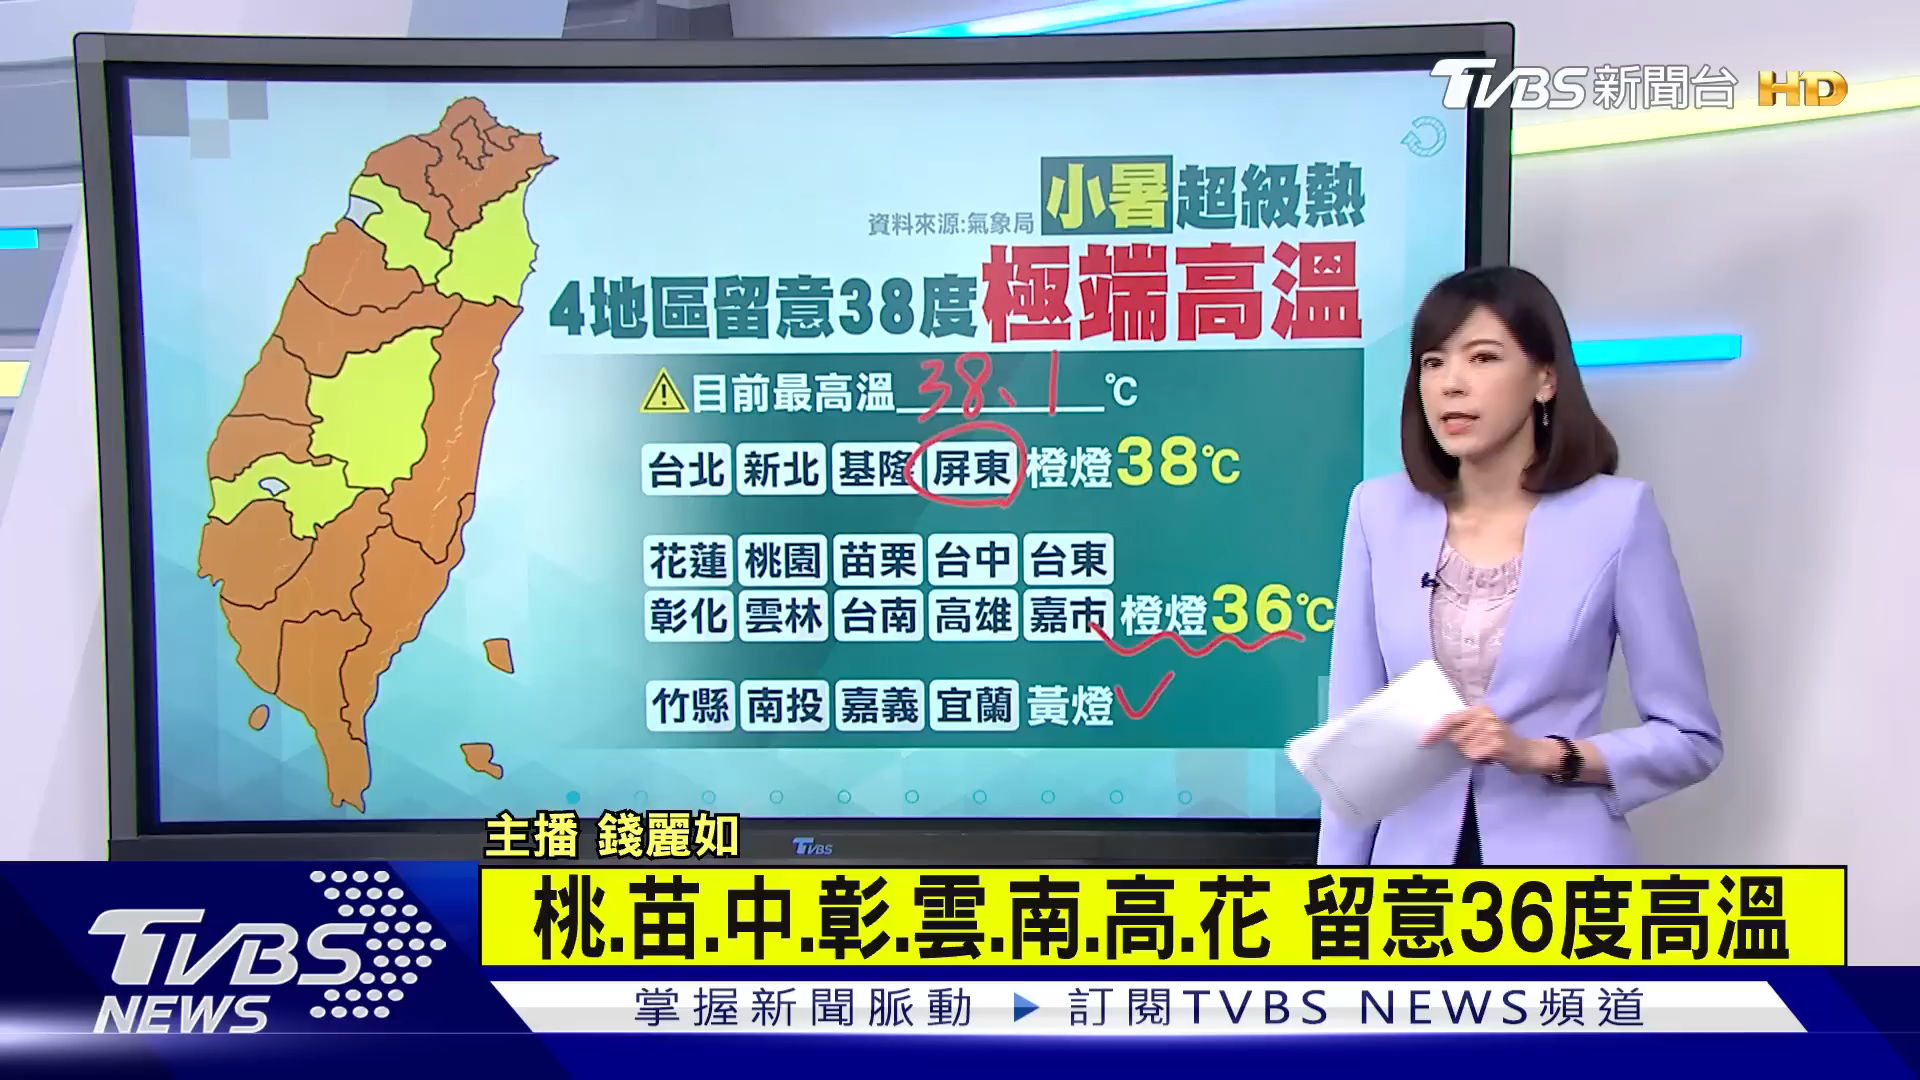 TVBS新聞台 HD
小暑超級熱
資料來源:氣象局
4地區留意38度極端高溫
目前最高溫 38.1 ℃
台北 新北 基隆 屏東 橙燈38℃
花蓮 桃園 苗栗 台中 台東
彰化 雲林 台南 高雄 嘉市 橙燈36℃
竹縣 南投 嘉義 宜蘭 黃燈
TVBS
主播 錢麗如
桃.苗.中.彰.雲.南.高.花 留意36度高溫
TVBS NEWS
掌握新聞脈動 ▶ 訂閱TVBS NEWS頻道